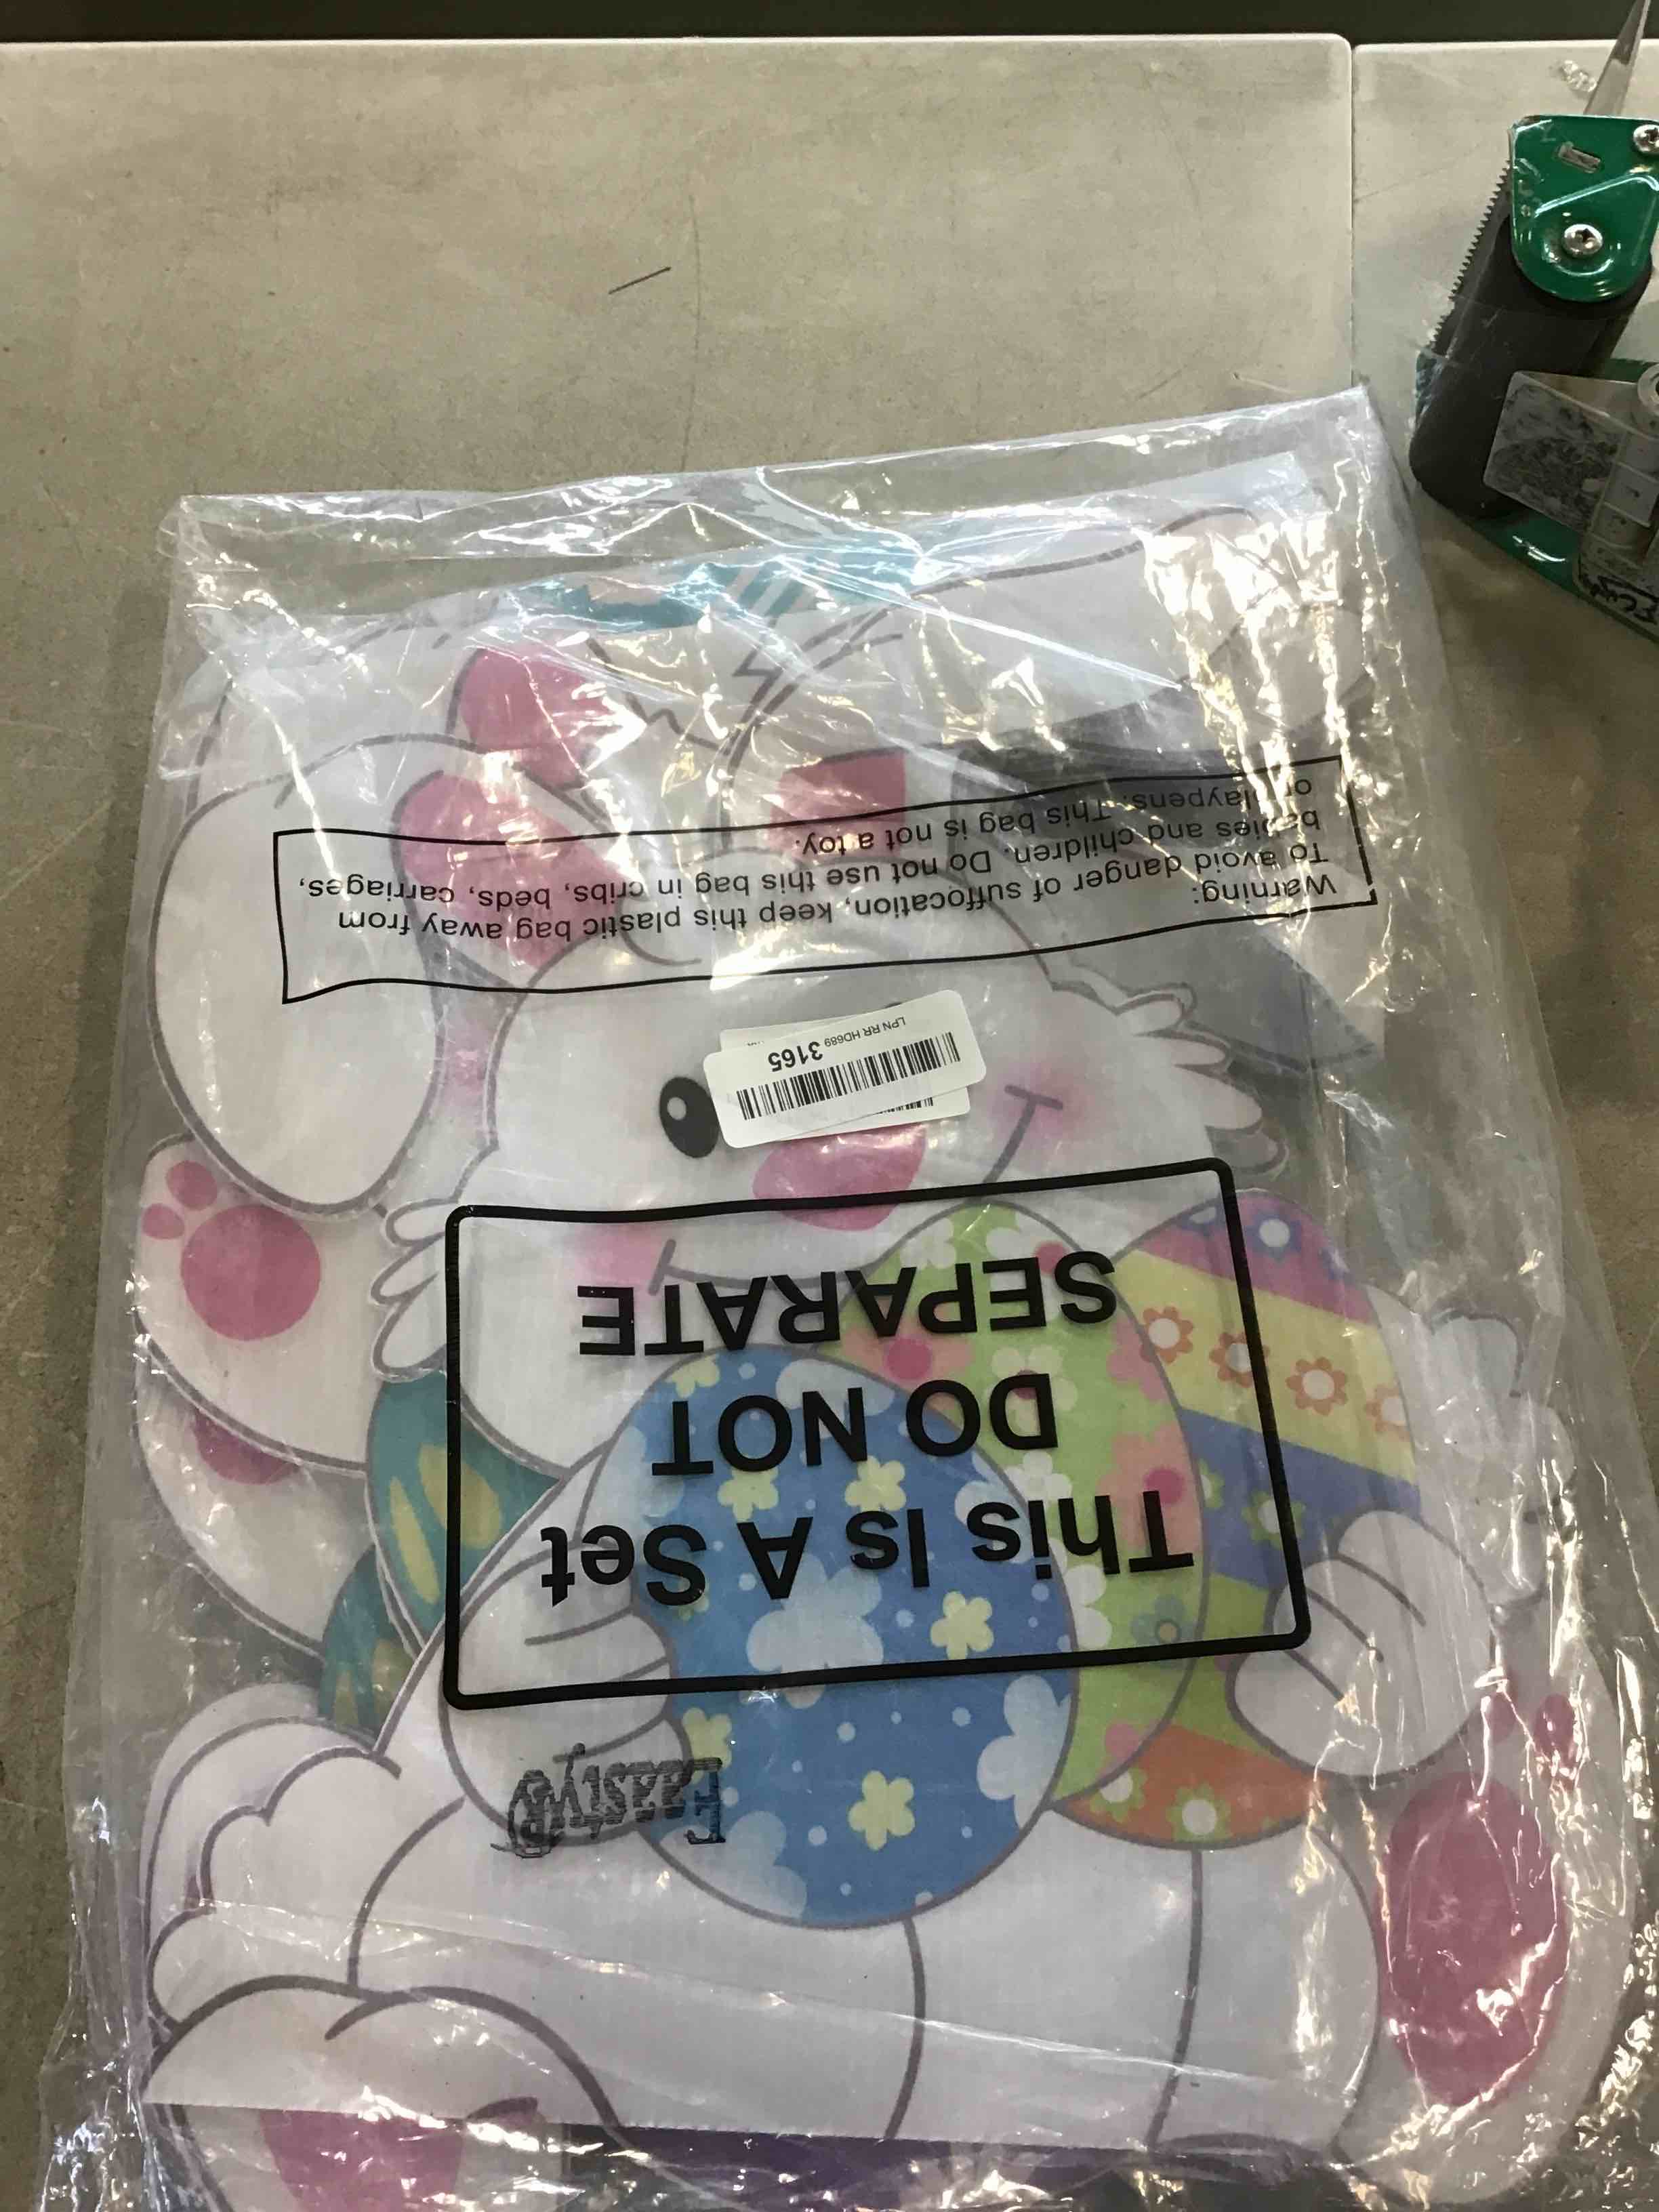 This Is A Set
DO NOT
SEPARATE
LPN RR HD689 3165
Warning:
To avoid danger of suffocation, keep this plastic bag away from
babies and children. Do not use this bag in cribs, beds, carriages,
or playpens. This bag is not a toy.